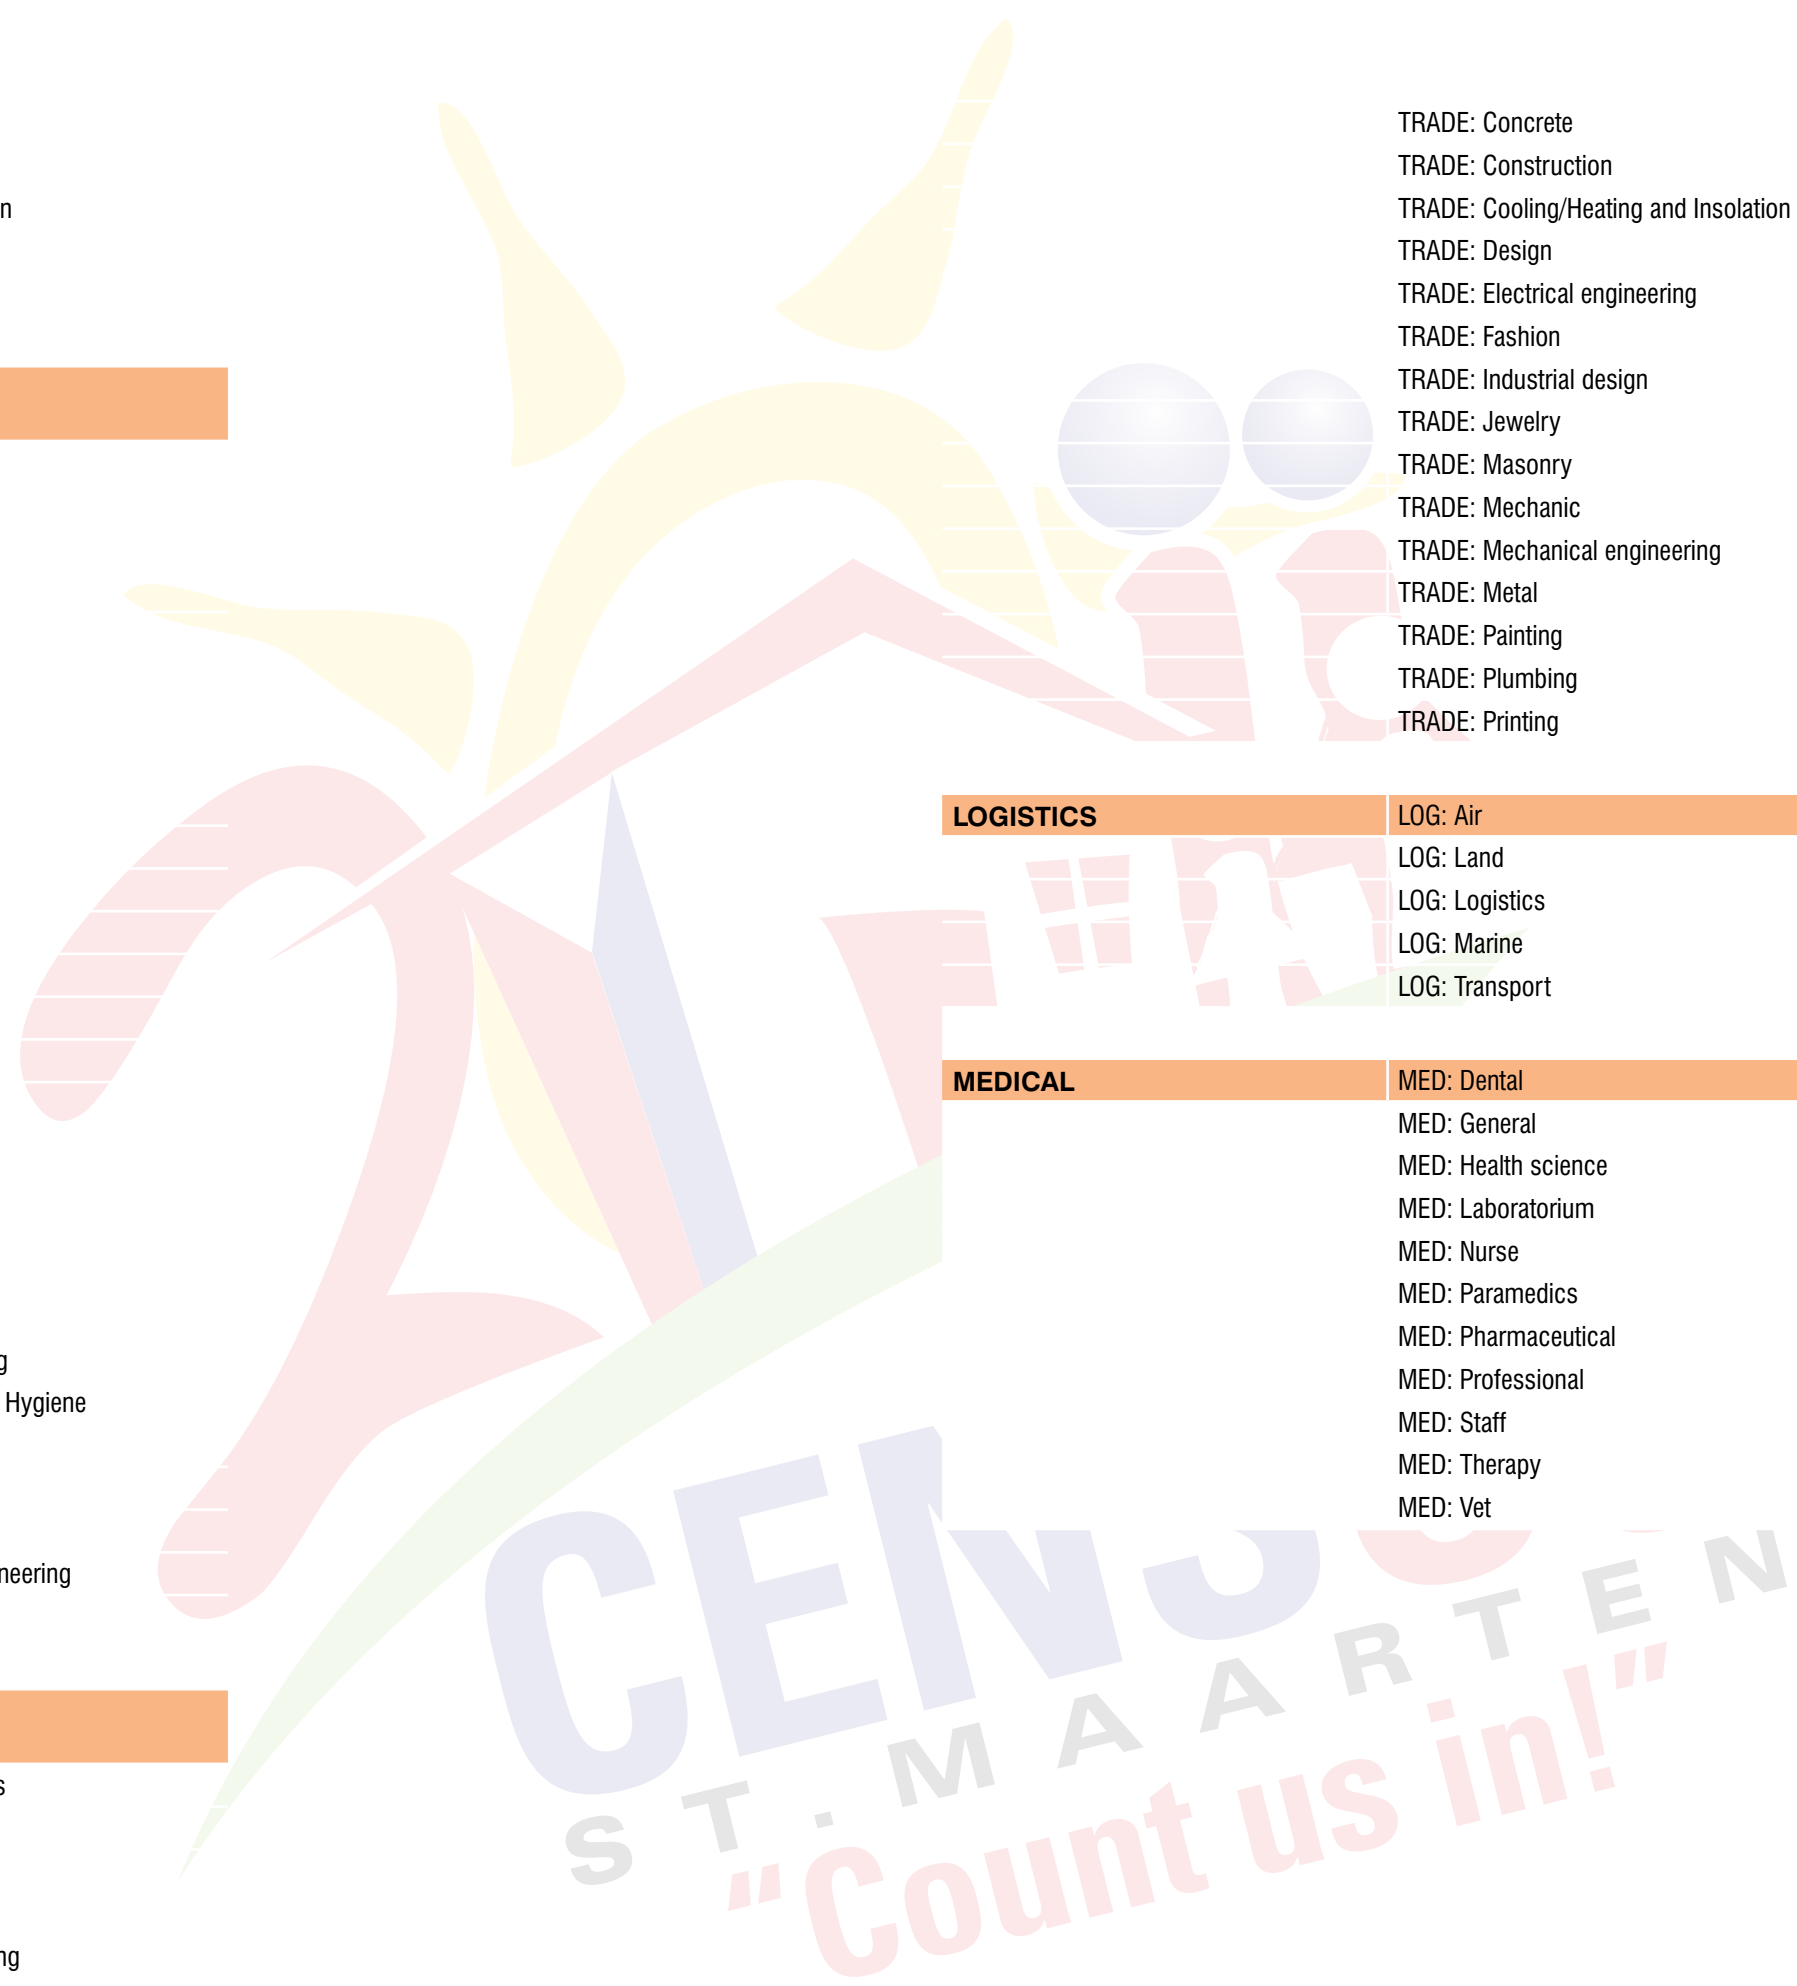 n
g
Hygiene
neering
s
ng
TRADE: Concrete
TRADE: Construction
TRADE: Cooling/Heating and Insolation
TRADE: Design
TRADE: Electrical engineering
TRADE: Fashion
TRADE: Industrial design
TRADE: Jewelry
TRADE: Masonry
TRADE: Mechanic
TRADE: Mechanical engineering
TRADE: Metal
TRADE: Painting
TRADE: Plumbing
TRADE: Printing
LOGISTICS LOG: Air
LOG: Land
LOG: Logistics
LOG: Marine
LOG: Transport
MEDICAL MED: Dental
MED: General
MED: Health science
MED: Laboratorium
MED: Nurse
MED: Paramedics
MED: Pharmaceutical
MED: Professional
MED: Staff
MED: Therapy
MED: Vet
CENSUS
ST. MAARTEN
“Count us in!”